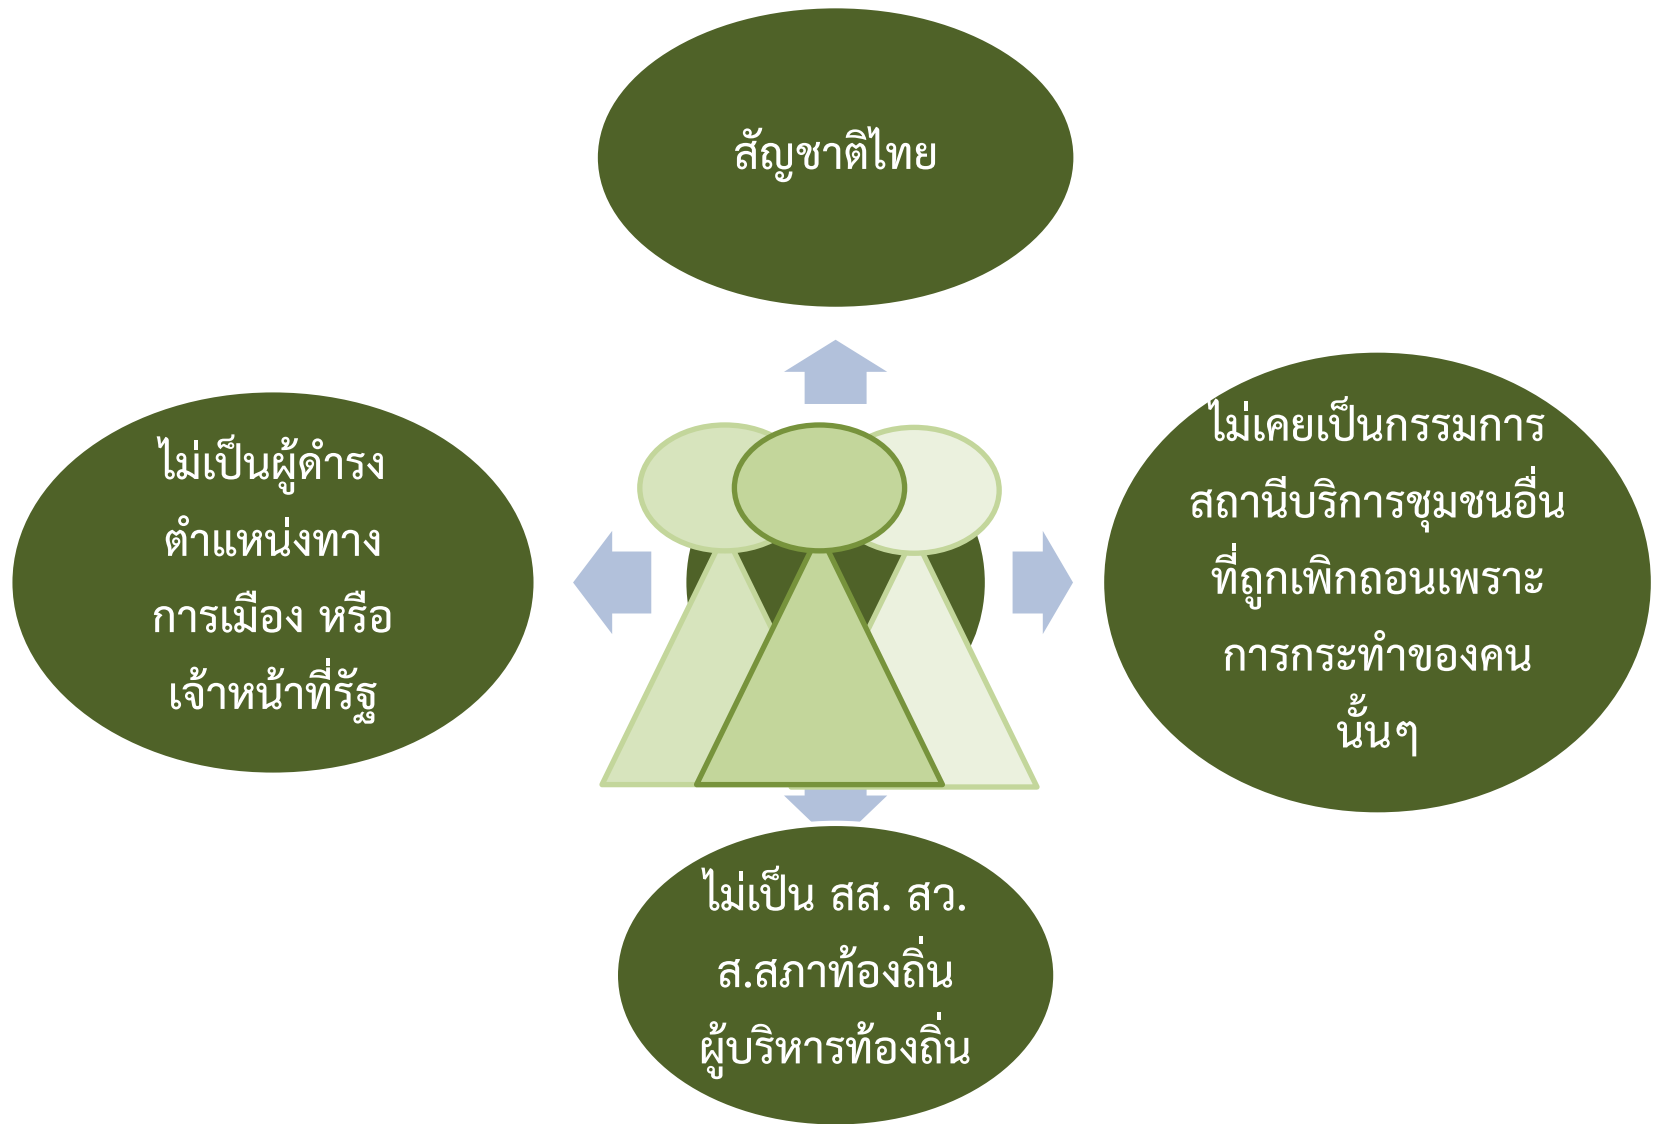 สัญชาติไทย
ไม่เป็นผู้ดำรง
ตำแหน่งทาง
การเมือง หรือ
เจ้าหน้าที่รัฐ
ไม่เคยเป็นกรรมการ
สถานีบริการชุมชนอื่น
ที่ถูกเพิกถอนเพราะ
การกระทำของคน
นั้นๆ
ไม่เป็น สส. สว.
ส.สภาท้องถิ่น
ผู้บริหารท้องถิ่น